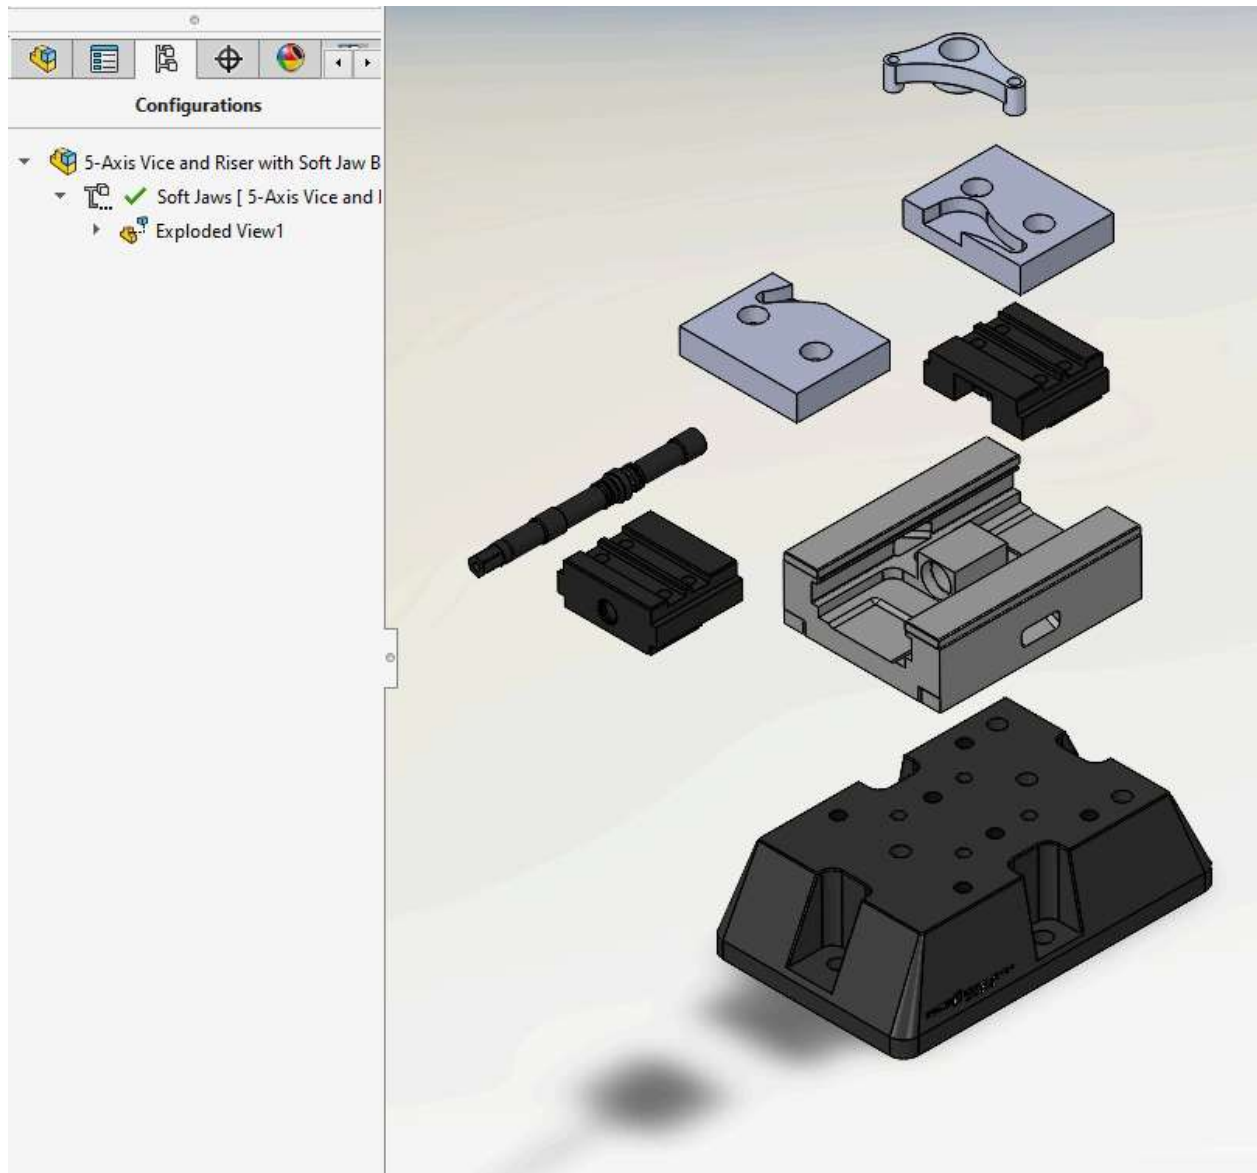 Configurations
5-Axis Vice and Riser with Soft Jaw B
Soft Jaws [ 5-Axis Vice and
Exploded View1